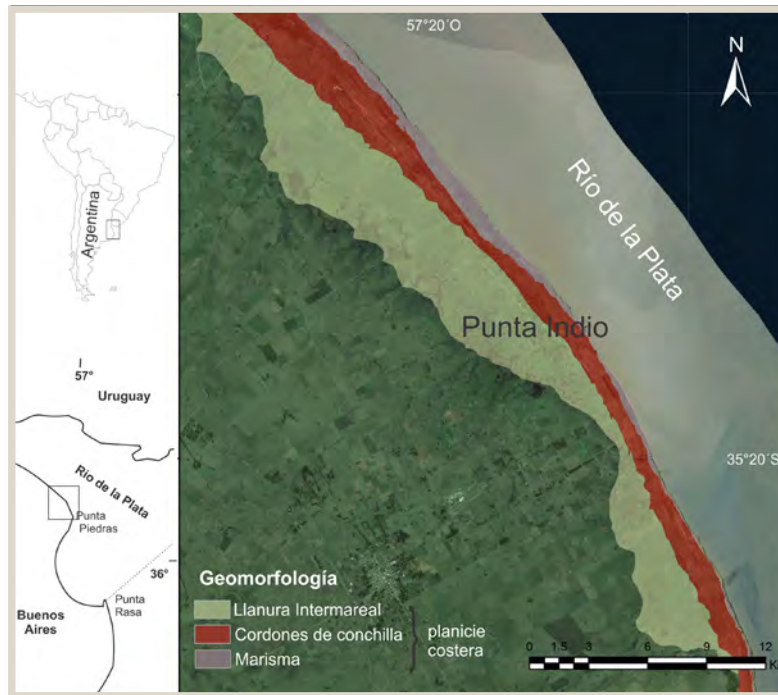 Argentina
57°
Uruguay
Río de la Plata
Punta
Piedras
36°
Punta
Rasa
Buenos
Aires
57°20´O
N
Río de la Plata
Punta Indio
35°20´S
Geomorfología
Llanura Intermareal
Cordones de conchilla
Marisma
planicie
costera
0 1.5 3 6 9 12